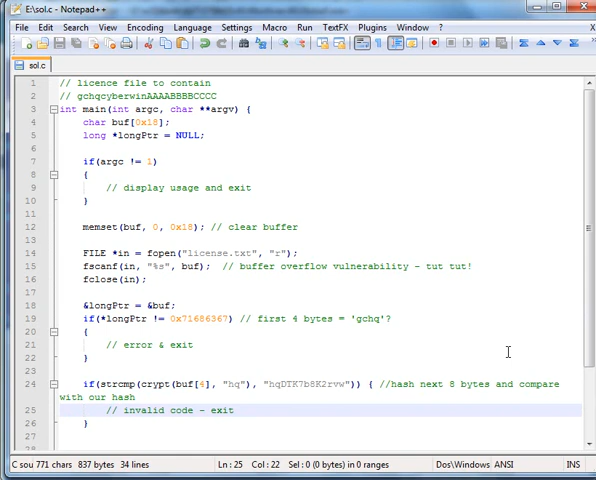 E:\sol.c - Notepad++
File Edit Search View Encoding Language Settings Macro Run TextFX Plugins Window ? X
sol.c
1 // licence file to contain
2 // gchqcyberwinAAAABBBBCCCC
3 int main(int argc, char **argv) {
4 char buf[0x18];
5 long *longPtr = NULL;
6
7 if(argc != 1)
8 {
9 // display usage and exit
10 }
11
12 memset(buf, 0, 0x18); // clear buffer
13
14 FILE *in = fopen("license.txt", "r");
15 fscanf(in, "%s", buf); // buffer overflow vulnerability - tut tut!
16 fclose(in);
17
18 &longPtr = &buf;
19 if(*longPtr != 0x71686367) // first 4 bytes = 'gchq'?
20 {
21 // error & exit
22 }
23
24 if(strcmp(crypt(buf[4], "hq"), "hqDTK7b8K2rvw")) { //hash next 8 bytes and compare
with our hash
25 // invalid code - exit
26 }
27
28
C sou 771 chars 837 bytes 34 lines Ln : 25 Col : 22 Sel : 0 (0 bytes) in 0 ranges Dos\Windows ANSI INS